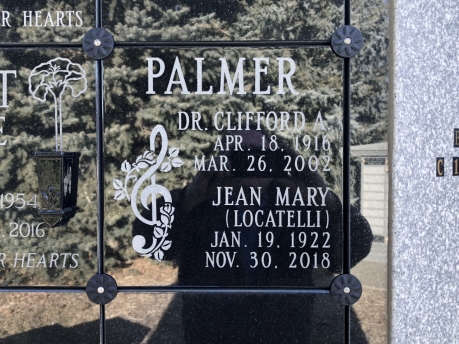 R HEARTS
PALMER
DR. CLIFFORD A.
APR. 18, 1916
MAR. 26, 2002
JEAN MARY
(LOCATELLI)
JAN. 19, 1922
NOV. 30, 2018
T
E
1954
2016
R HEARTS